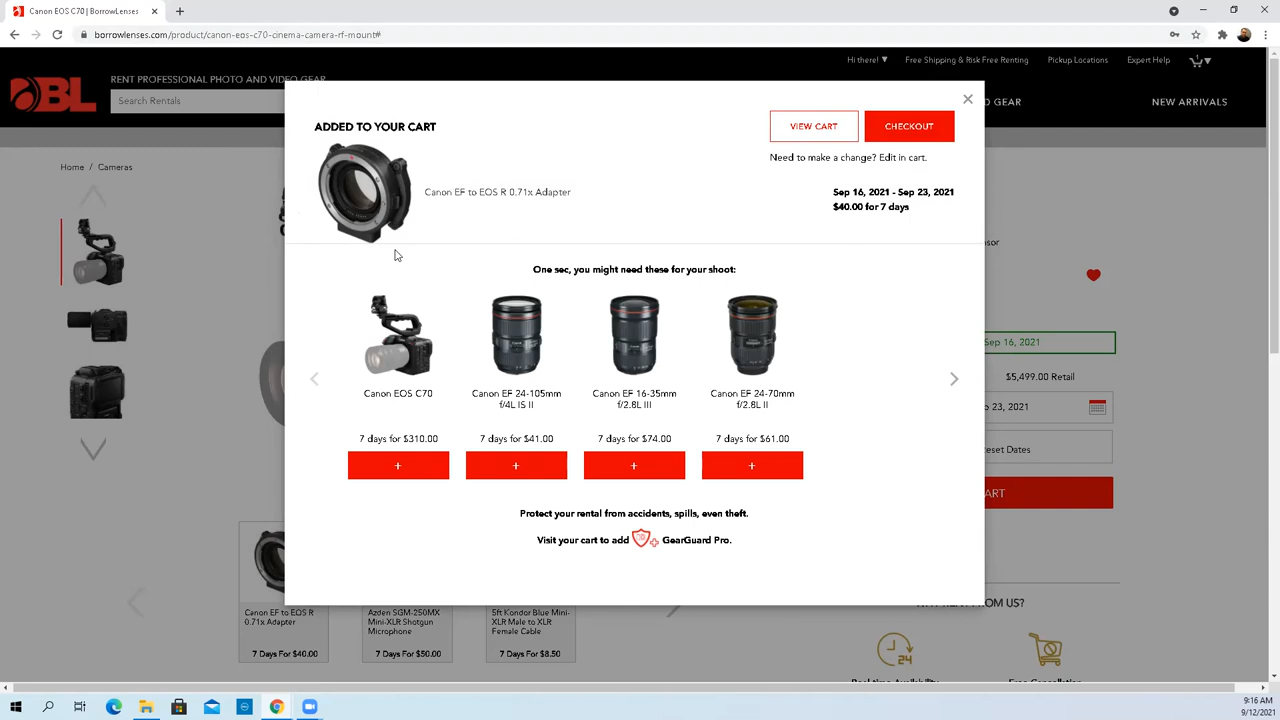 Canon EOS C70 | BorrowLenses
borrowlenses.com/product/canon-eos-c70-cinema-camera-rf-mount#
Hi there! ▼ Free Shipping & Risk Free Renting Pickup Locations Expert Help
RENT PROFESSIONAL PHOTO AND VIDEO GEAR
BL
Search Rentals
GEAR NEW ARRIVALS
ADDED TO YOUR CART
VIEW CART
CHECKOUT
Need to make a change? Edit in cart.
Home / Cameras
Canon EF to EOS R 0.71x Adapter
Sep 16, 2021 - Sep 23, 2021
$40.00 for 7 days
One sec, you might need these for your shoot:
Sep 16, 2021
$5,499.00 Retail
23, 2021
eset Dates
ART
Canon EOS C70
7 days for $310.00
+
Canon EF 24-105mm
f/4L IS II
7 days for $41.00
+
Canon EF 16-35mm
f/2.8L III
7 days for $74.00
+
Canon EF 24-70mm
f/2.8L II
7 days for $61.00
+
Protect your rental from accidents, spills, even theft.
Visit your cart to add GearGuard Pro.
Canon EF to EOS R
0.71x Adapter
7 Days For $40.00
Azden SGM-250MX
Mini-XLR Shotgun
Microphone
7 Days For $50.00
5ft Kondor Blue Mini-
XLR Male to XLR
Female Cable
7 Days For $8.50
FROM US?
24
9:16 AM
9/12/2021